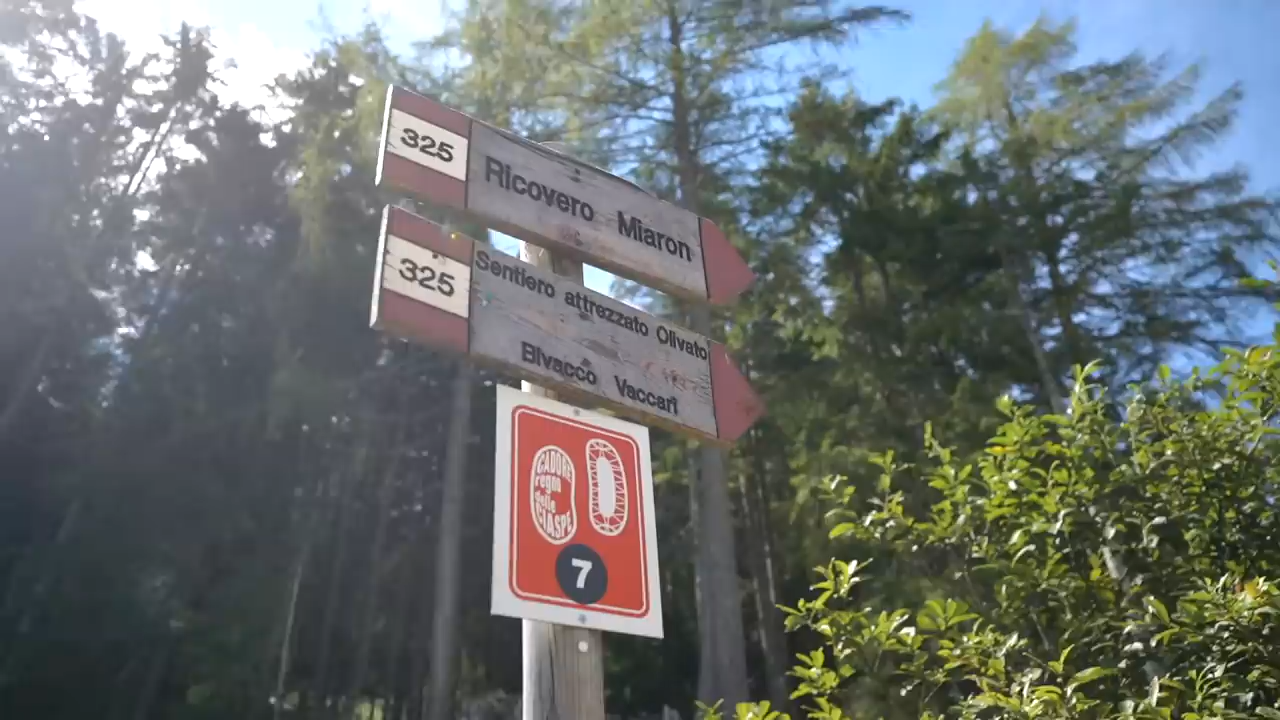 325
Ricovero Miaron
325
Sentiero attrezzato Olivato
Bivacco Vaccari
CADORE
regno
delle
CIASPE
7